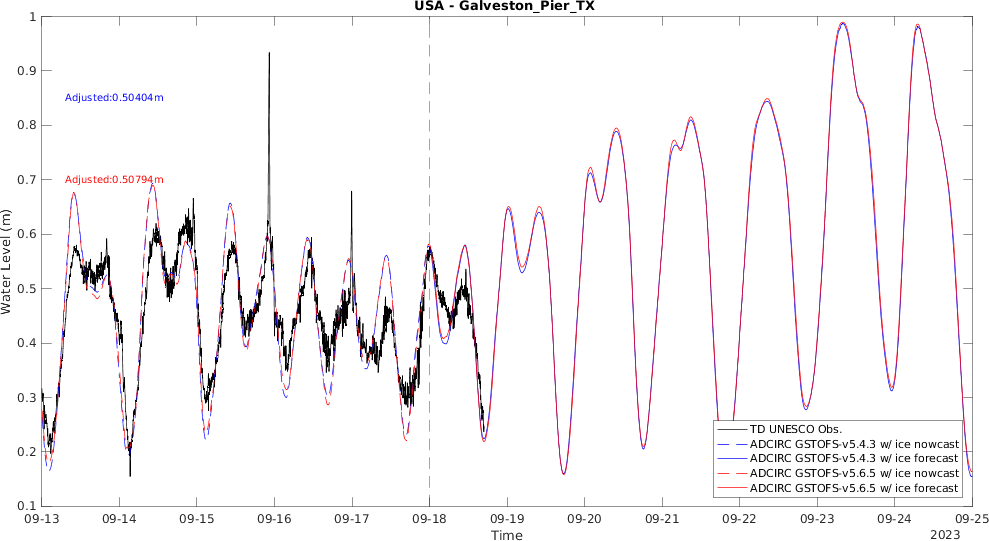 USA - Galveston_Pier_TX
Water Level (m)
1
0.9
0.8
0.7
0.6
0.5
0.4
0.3
0.2
0.1
Adjusted:0.50404m
Adjusted:0.50794m
TD UNESCO Obs.
ADCIRC GSTOFS-v5.4.3 w/ ice nowcast
ADCIRC GSTOFS-v5.4.3 w/ ice forecast
ADCIRC GSTOFS-v5.6.5 w/ ice nowcast
ADCIRC GSTOFS-v5.6.5 w/ ice forecast
09-13 09-14 09-15 09-16 09-17 09-18 09-19 09-20 09-21 09-22 09-23 09-24 09-25
Time
2023